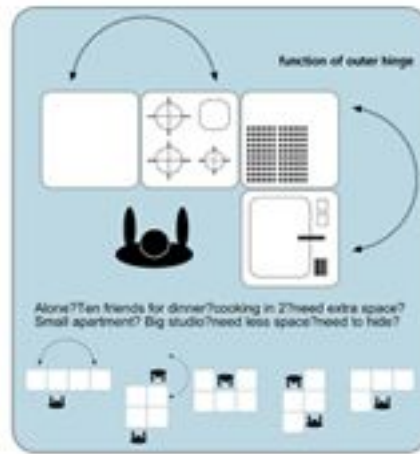 function of outer hinge
Alone?Ten friends for dinner?cooking in 2?need extra space?
Small apartment? Big studio?need less space?need to hide?